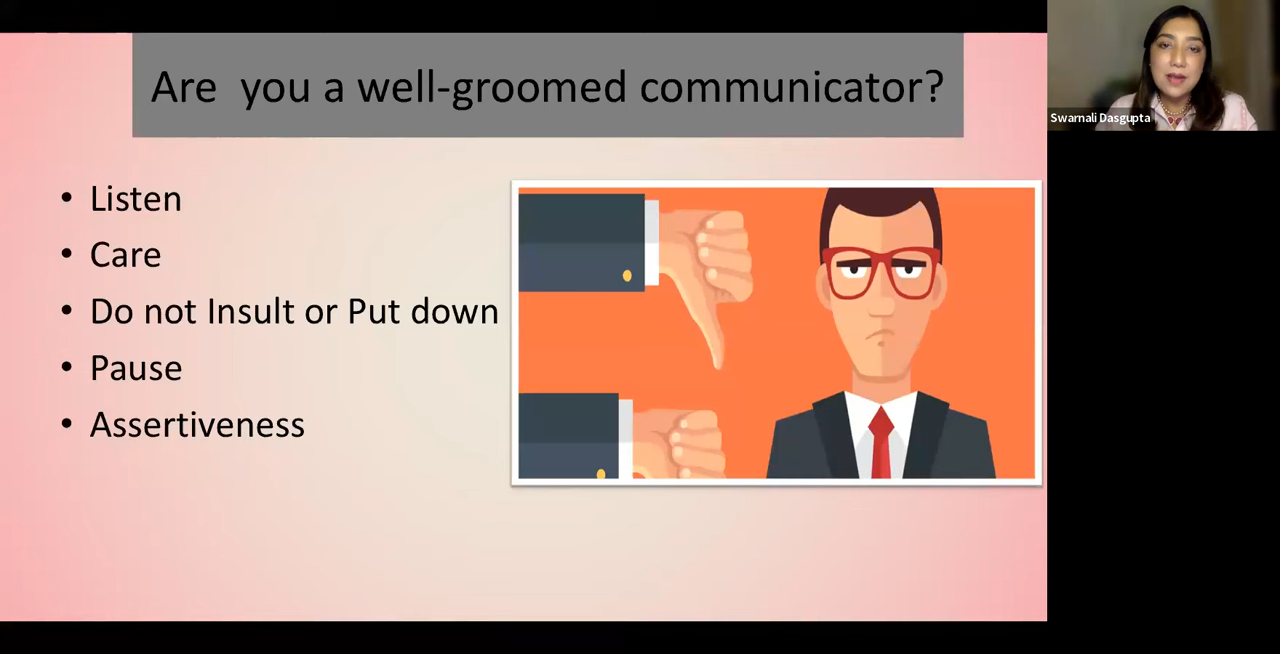 Are  you a well-groomed communicator?
• Listen
• Care
• Do not Insult or Put down
• Pause
• Assertiveness
Swarnali Dasgupta